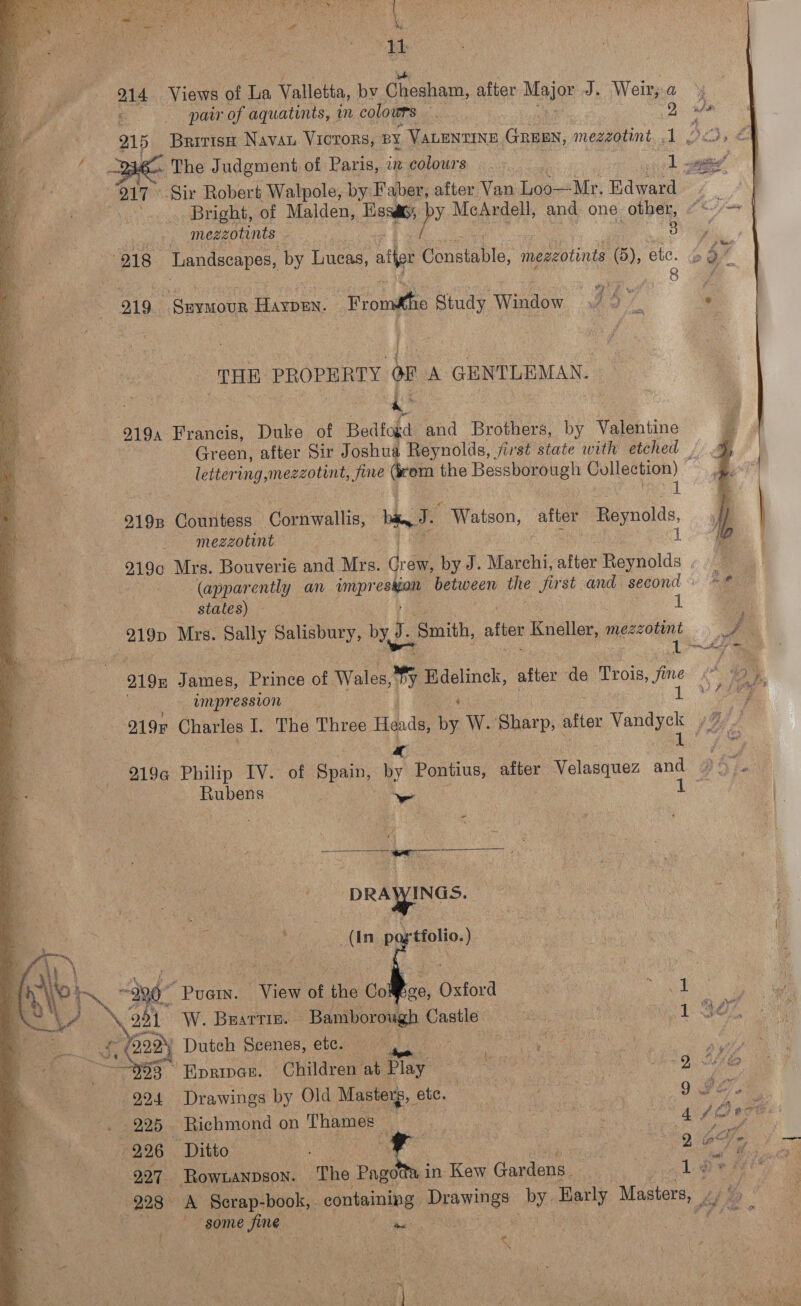 11
214 Views of La Valletta, by Chesham, after Major J. Weir, a
pair of aquatints, in colours 2
215 British Naval Victors, by Valentine Green, mezzotint 1
216 The Judgment of Paris, in colours 1
217 Sir Robert Walpole, by Faber, after Van Loo—Mr. Edward
Bright, of Malden, Essex, by McArdell, and one other,
mezzotints 3
218 Landscapes, by Lucas, after Constable, mezzotints (5), etc.
8
219 Seymour Hayden. From the Study Window
THE PROPERTY OF A GENTLEMAN.
219A Francis, Duke of Bedford and Brothers, by Valentine
Green, after Sir Joshua Reynolds, first state with etched
lettering, mezzotint, fine (from the Bessborough Collection)
1
219B Countess Cornwallis, by J. Watson, after Reynolds,
mezzotint 1
219C Mrs. Bouverie and Mrs. Crew, by J. Marchi, after Reynolds
(apparently an impression between the first and second
states) 1
219D Mrs. Sally Salisbury, by J. Smith, after Kneller, mezzotint
1
219E James, Prince of Wales, by Edelinck, after de Trois, fine
impression 1
219F Charles I. The Three Heads, by W. Sharp, after Vandyck
1
219G Philip IV. of Spain, by Pontius, after Velasquez and
Rubens 1
DRAWINGS.
(In portfolio.)
220 Pugin. View of the College, Oxford 1
221 W. Beattie. Bamborough Castle 1
222 Dutch Scenes, etc.
223 Edridge. Children at Play 2
224 Drawings by Old Masters, etc. 9
225 Richmond on Thames 4
226 Ditto 2
227 Rowlandson. The Pagoda in Kew Gardens 1
228 A Scrap-book, containing Drawings by Early Masters,
some fine